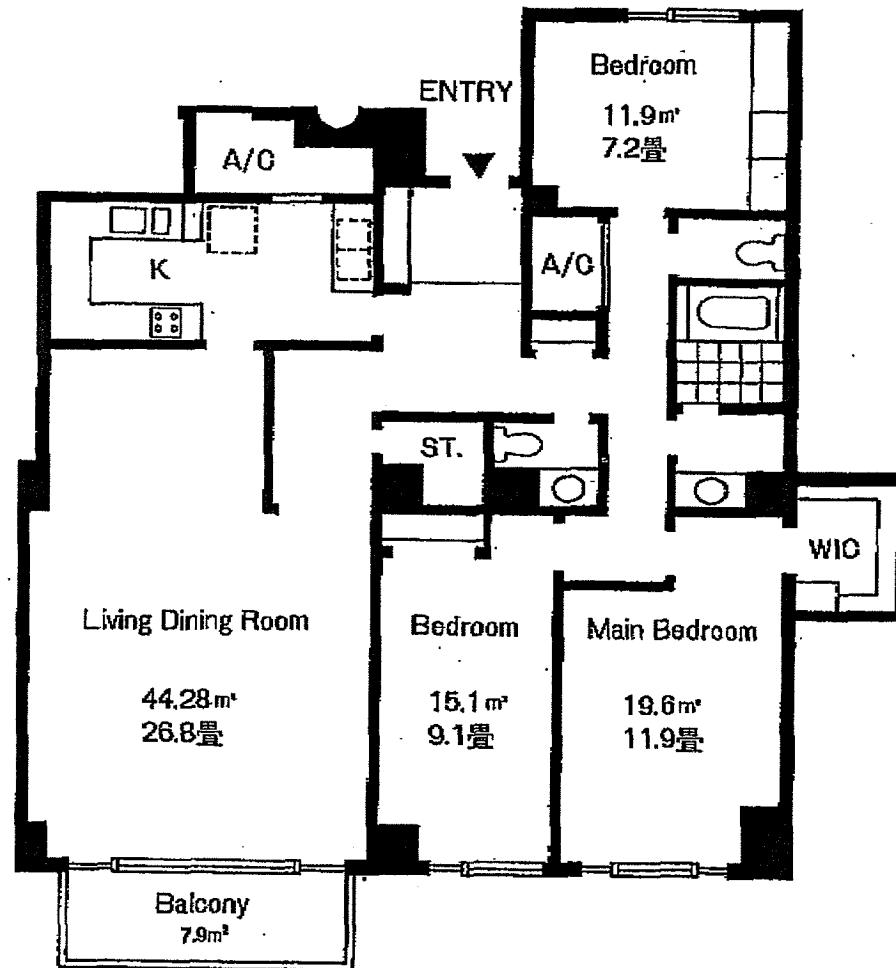 Bedroom
11.9㎡
7.2畳
ENTRY
A/C
K
A/C
ST.
WIC
Living Dining Room
44.28㎡
26.8畳
Bedroom
15.1㎡
9.1畳
Main Bedroom
19.6㎡
11.9畳
Balcony
7.9㎡